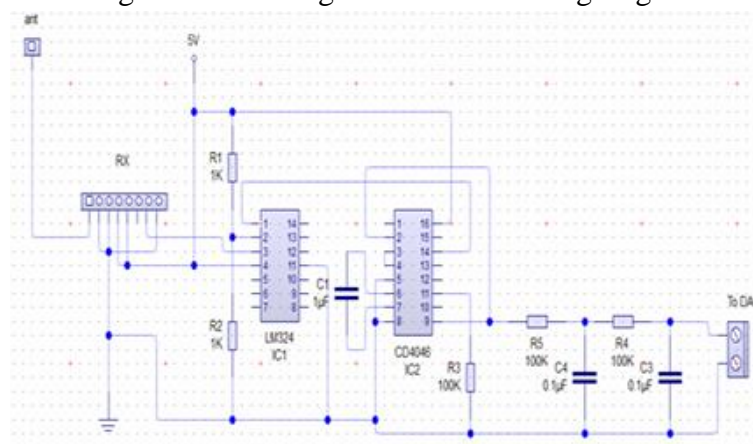 ant
5V
RX
R1
1K
1 14
2 13
3 12
4 11
5 10
6 9
7 8
LM324
IC1
R2
1K
C1
1µF
1 16
2 15
3 14
4 13
5 12
6 11
7 10
8 9
CD4046
IC2
R3
100K
R5
100K
C4
0.1µF
R4
100K
C3
0.1µF
To DA